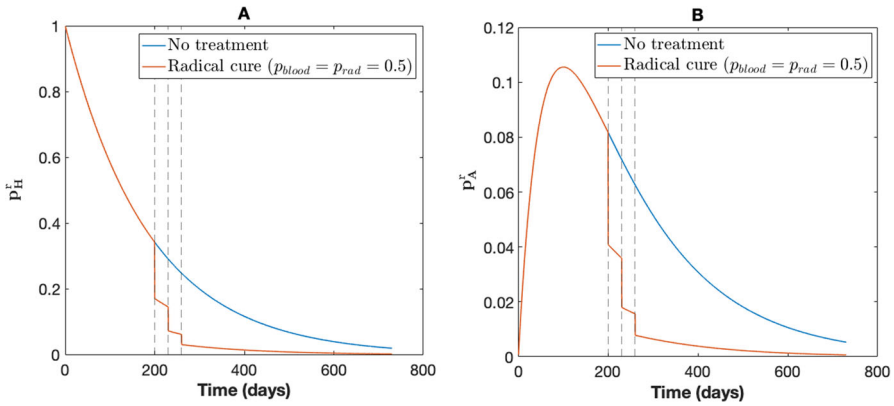 A
1
0.8
0.6
0.4
0.2
0
0 200 400 600 800
Time (days)
p_H^r
No treatment
Radical cure (p_blood = p_rad = 0.5)
B
0.12
0.1
0.08
0.06
0.04
0.02
0
0 200 400 600 800
Time (days)
p_A^r
No treatment
Radical cure (p_blood = p_rad = 0.5)